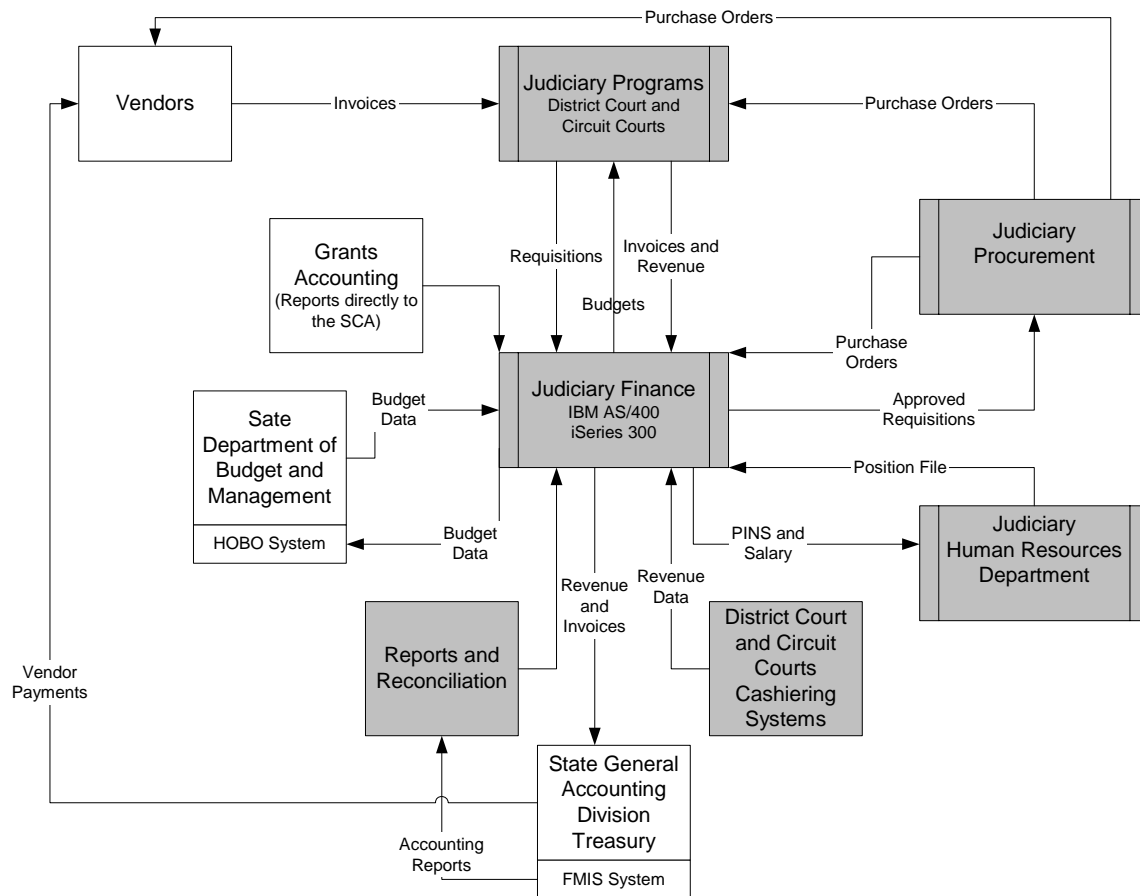 Purchase Orders
Vendors
Invoices
Judiciary Programs
District Court and
Circuit Courts
Purchase Orders
Judiciary
Procurement
Grants
Accounting
(Reports directly to
the SCA)
Requisitions
Invoices and
Revenue
Budgets
Purchase
Orders
Judiciary Finance
IBM AS/400
iSeries 300
Approved
Requisitions
Budget
Data
Sate
Department of
Budget and
Management
HOBO System
Budget
Data
Position File
PINS and
Salary
Judiciary
Human Resources
Department
Revenue
and
Invoices
Revenue
Data
Reports and
Reconciliation
District Court
and Circuit
Courts
Cashiering
Systems
Vendor
Payments
State General
Accounting
Division
Treasury
FMIS System
Accounting
Reports